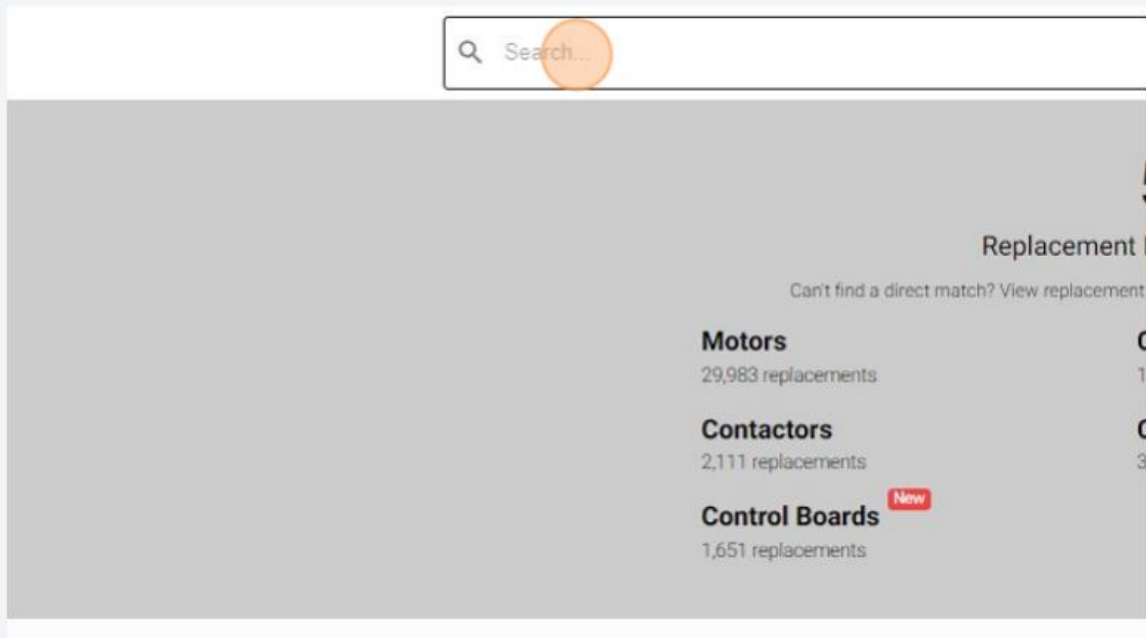 Search...
Replacement
Can't find a direct match? View replacement
Motors
29,983 replacements
Contactors
2,111 replacements
New
Control Boards
1,651 replacements